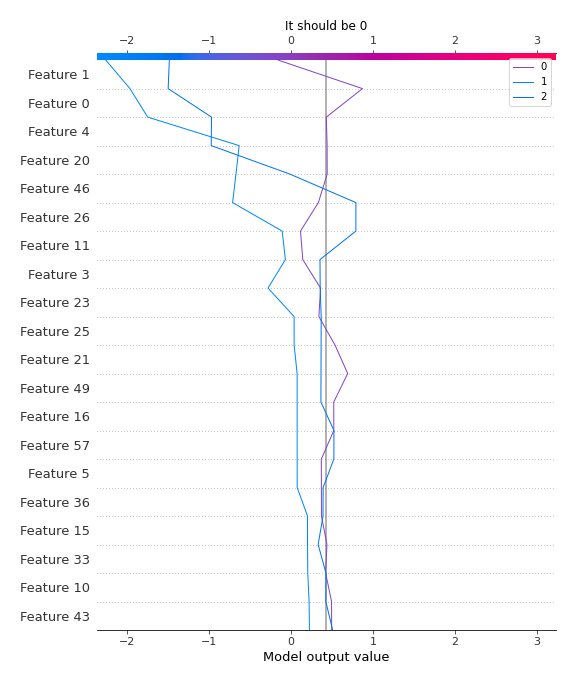 It should be 0
−2 −1 0 1 2 3
0
1
2
Feature 1
Feature 0
Feature 4
Feature 20
Feature 46
Feature 26
Feature 11
Feature 3
Feature 23
Feature 25
Feature 21
Feature 49
Feature 16
Feature 57
Feature 5
Feature 36
Feature 15
Feature 33
Feature 10
Feature 43
−2 −1 0 1 2 3
Model output value